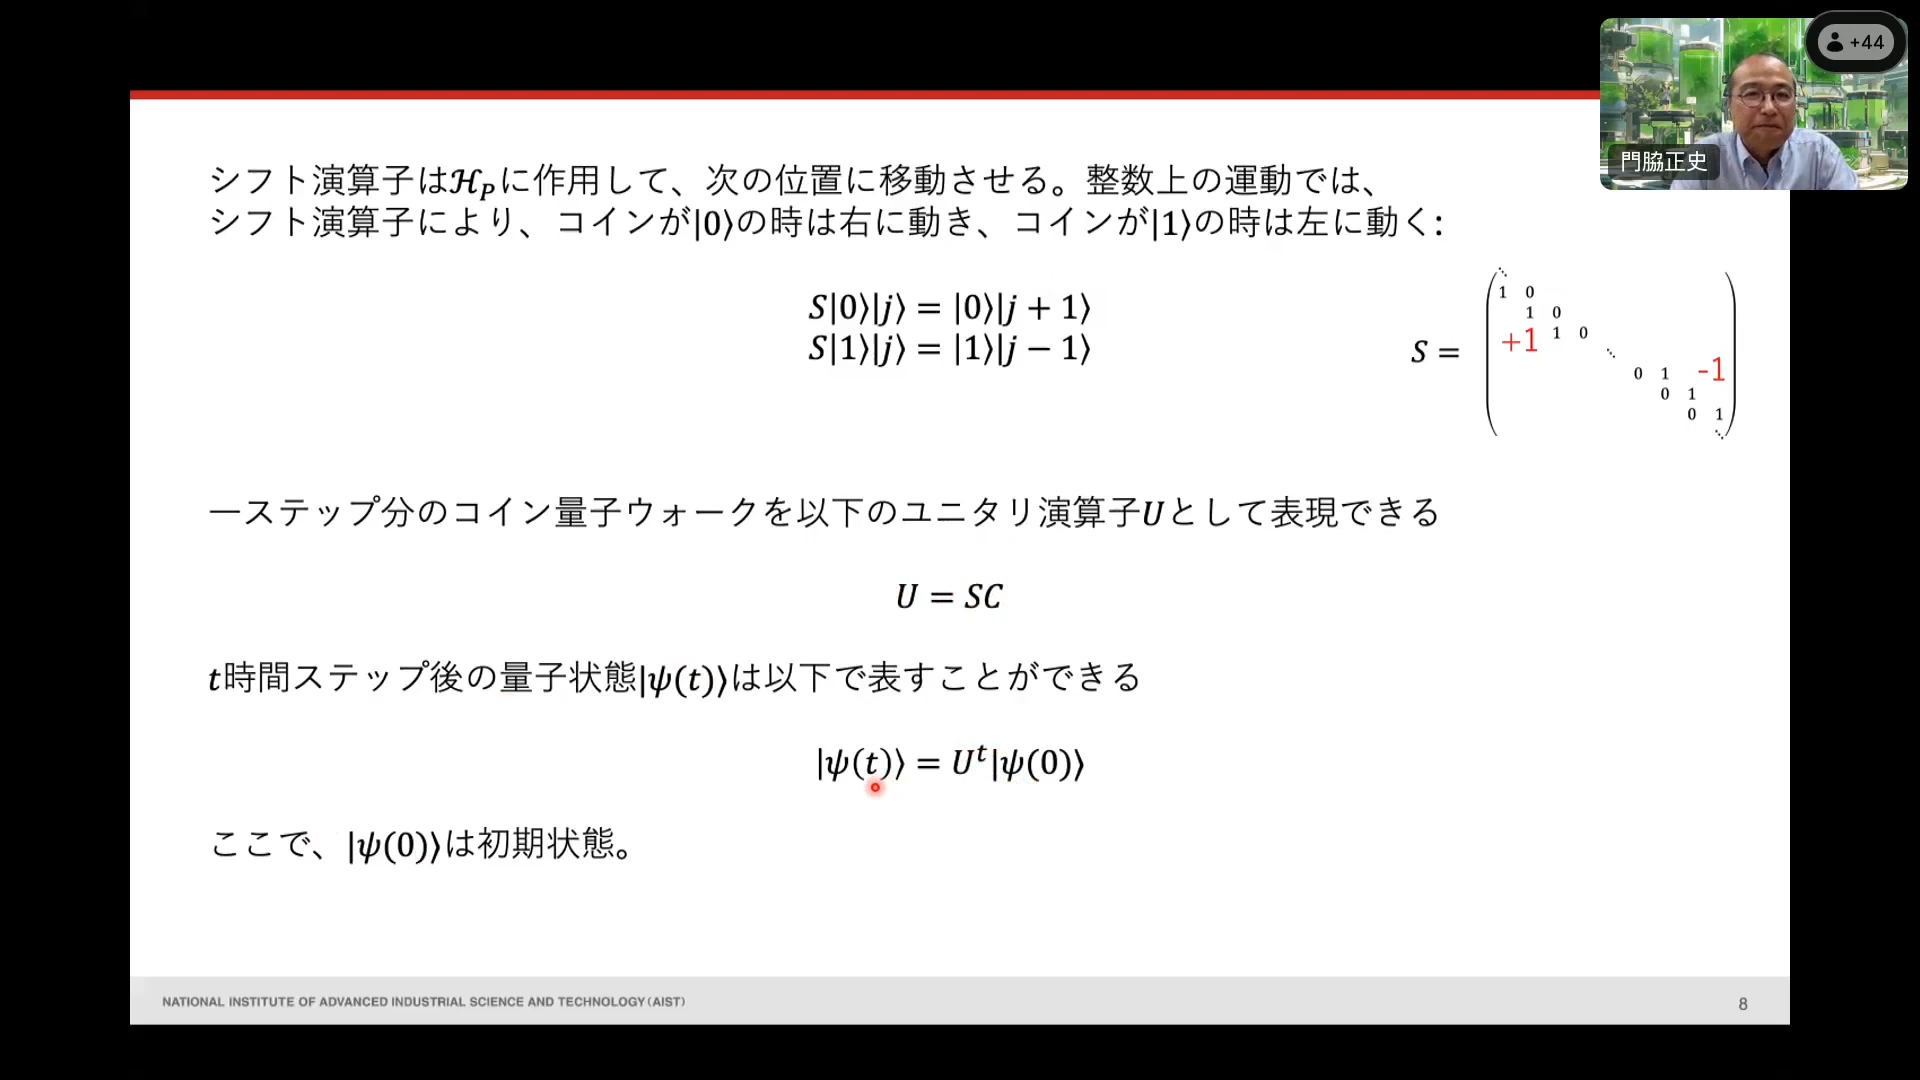 +44
門脇正史
シフト演算子はℋ_Pに作用して、次の位置に移動させる。整数上の運動では、
シフト演算子により、コインが|0⟩の時は右に動き、コインが|1⟩の時は左に動く:
S|0⟩|j⟩ = |0⟩|j + 1⟩
S|1⟩|j⟩ = |1⟩|j − 1⟩
S =
⋱
1 0
1 0
+1 1 0
⋱
0 1 -1
0 1
0 1
⋱
一ステップ分のコイン量子ウォークを以下のユニタリ演算子Uとして表現できる
U = SC
t時間ステップ後の量子状態|ψ(t)⟩は以下で表すことができる
|ψ(t)⟩ = U^t|ψ(0)⟩
ここで、|ψ(0)⟩は初期状態。
NATIONAL INSTITUTE OF ADVANCED INDUSTRIAL SCIENCE AND TECHNOLOGY (AIST)
8